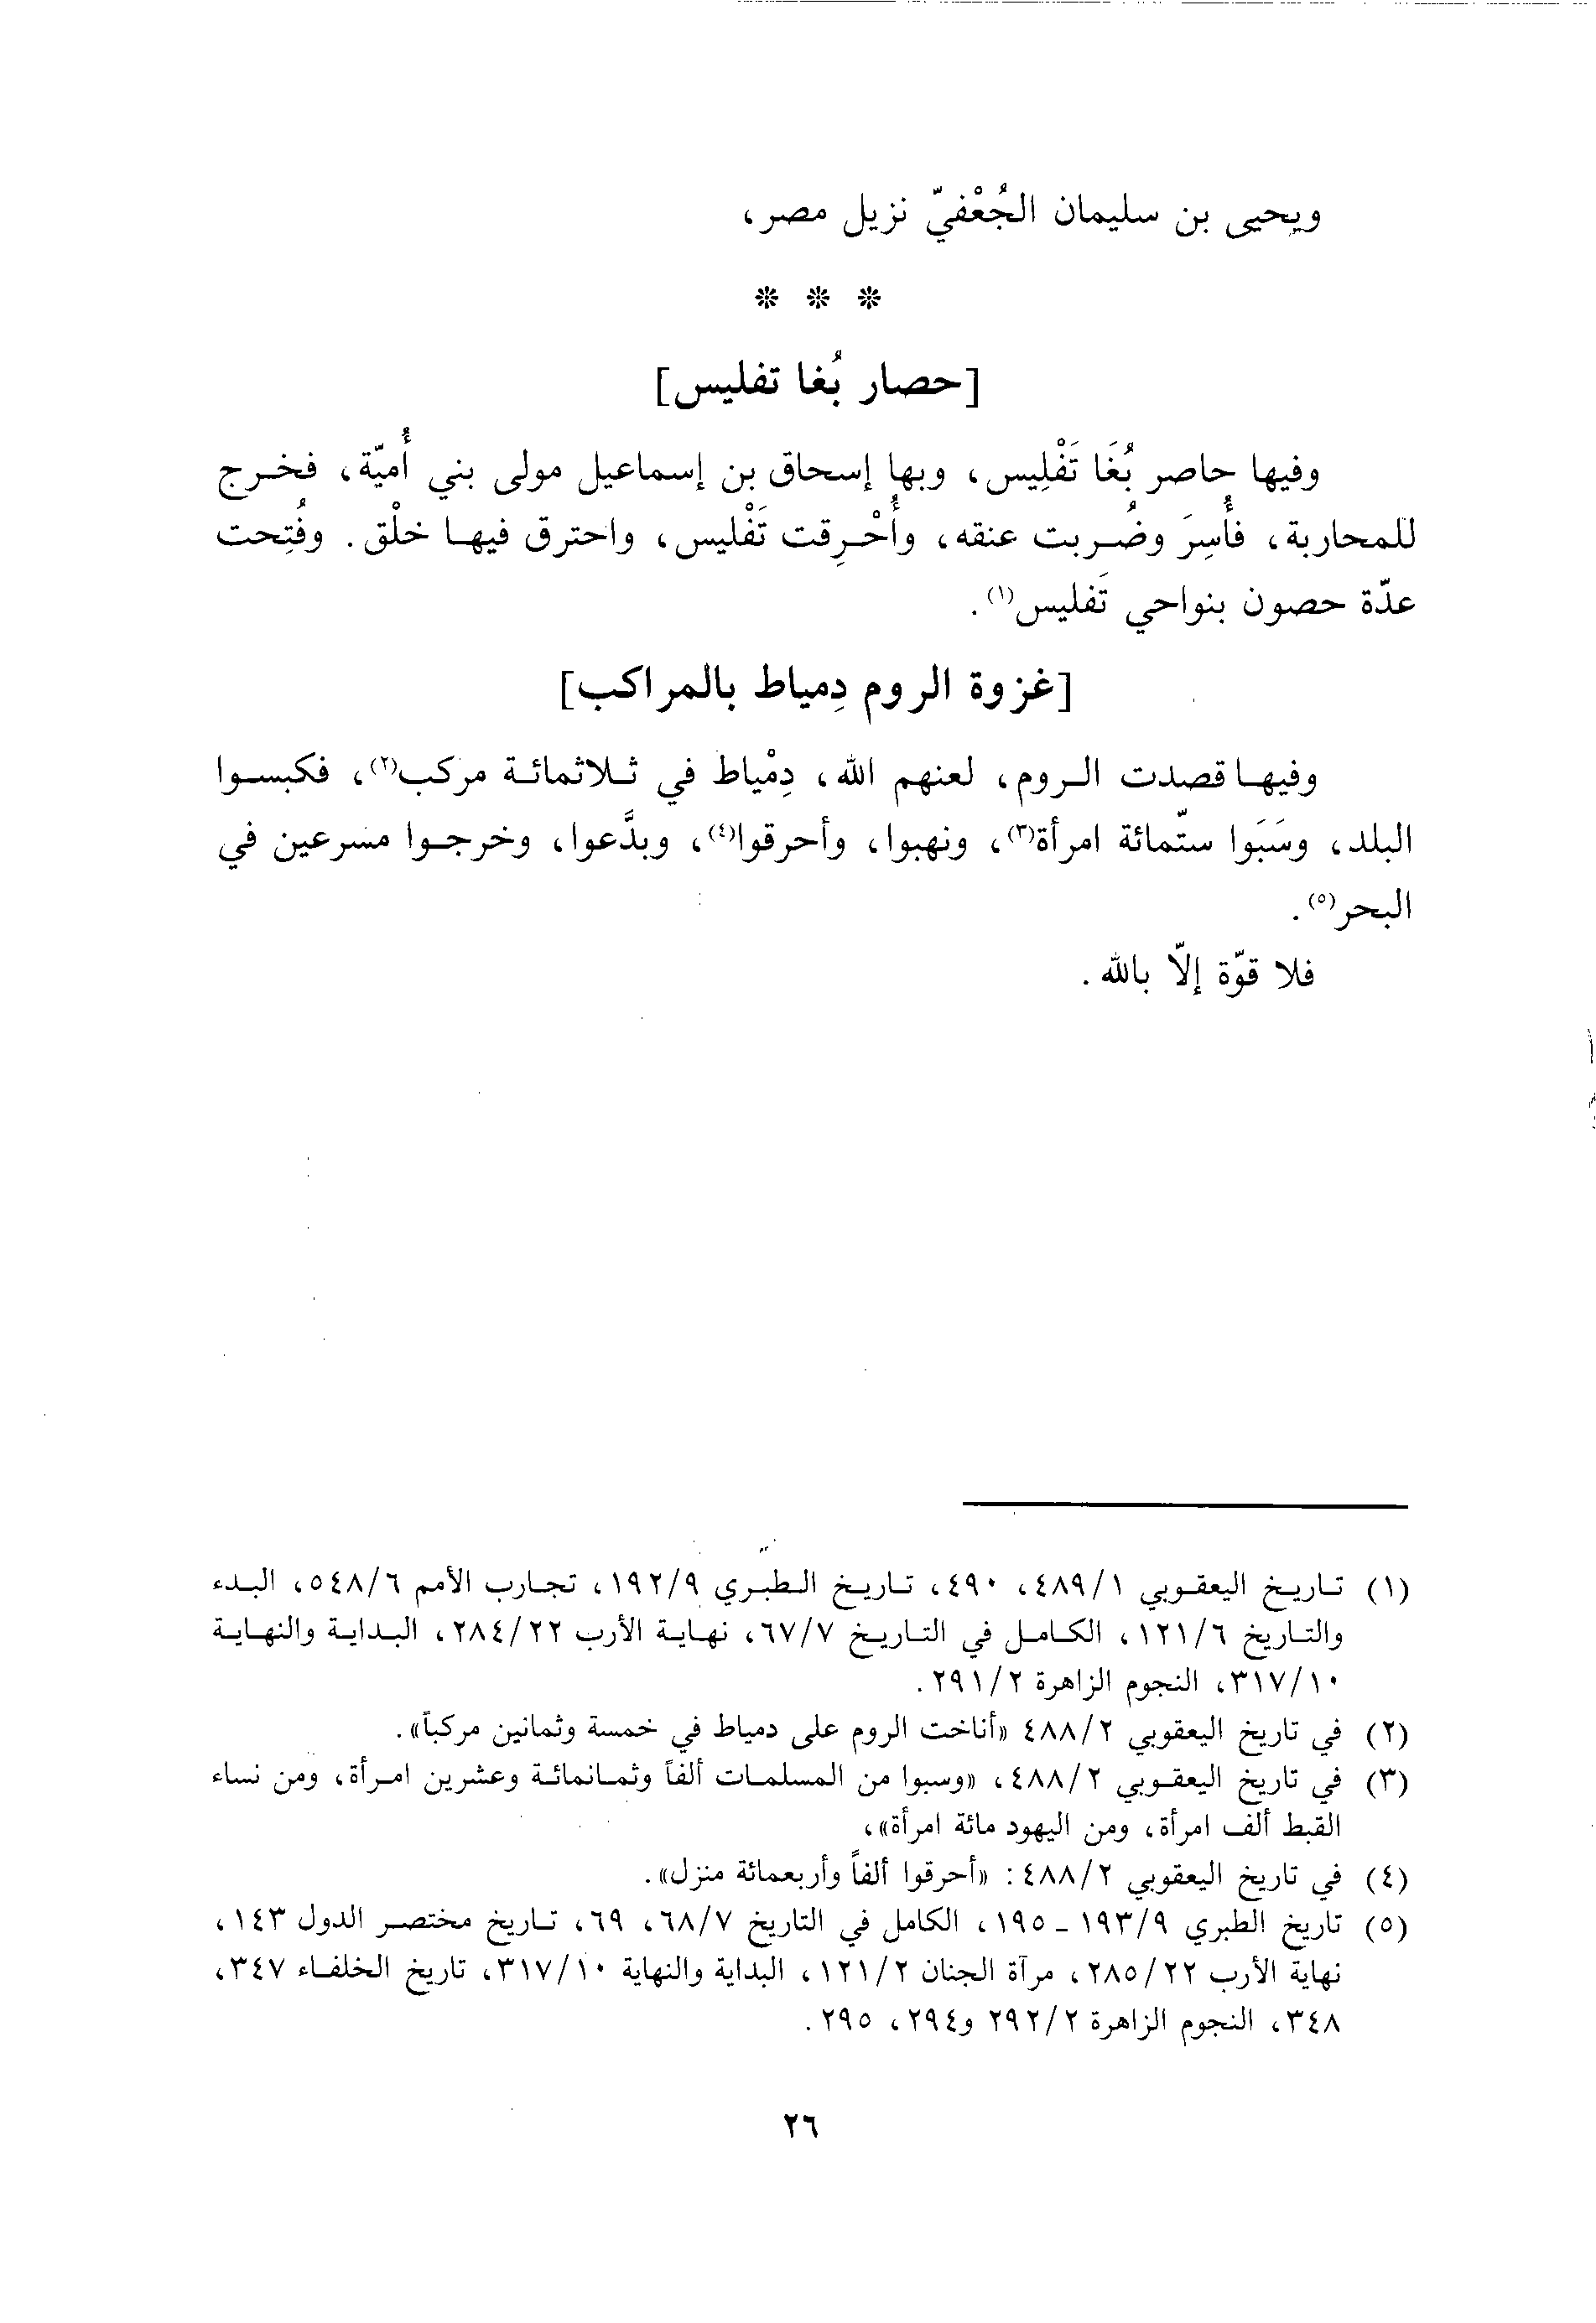 ويحيى بن سليمان الجُعْفيّ نزيل مصر،
* * *
[حصار بُغا تفليس]
وفيها حاصر بُغَا تَفْلِيس، وبها إسحاق بن إسماعيل مولى بني أُميّة، فخرج
للمحاربة، فأُسِرَ وضُربت عنقه، وأُحْرِقت تَفْليس، واحترق فيها خلْق. وفُتِحت
عدّة حصون بنواحي تَفليس(١).
[غزوة الروم دِمياط بالمراكب]
وفيها قصدت الروم، لعنهم الله، دِمْياط في ثلاثمائة مركب(٢)، فكبسوا
البلد، وسَبَوا ستّمائة امرأة(٣)، ونهبوا، وأحرقوا(٤)، وبدَّعوا، وخرجوا مسرعين في
البحر(٥).
فلا قوّة إلّا بالله.
(١) تاريخ اليعقوبي ٤٨٩/١، ٤٩٠، تاريخ الطبري ١٩٢/٩، تجارب الأمم ٥٤٨/٦، البدء
والتاريخ ١٢١/٦، الكامل في التاريخ ٦٧/٧، نهاية الأرب ٢٨٤/٢٢، البداية والنهاية
٣١٧/١٠، النجوم الزاهرة ٢٩١/٢.
(٢) في تاريخ اليعقوبي ٤٨٨/٢ «أناخت الروم على دمياط في خمسة وثمانين مركباً».
(٣) في تاريخ اليعقوبي ٤٨٨/٢، «وسبوا من المسلمات ألفاً وثمانمائة وعشرين امرأة، ومن نساء
القبط ألف امرأة، ومن اليهود مائة امرأة»،
(٤) في تاريخ اليعقوبي ٤٨٨/٢: «أحرقوا ألفاً وأربعمائة منزل».
(٥) تاريخ الطبري ١٩٣/٩ - ١٩٥، الكامل في التاريخ ٦٨/٧، ٦٩، تاريخ مختصر الدول ١٤٣،
نهاية الأرب ٢٨٥/٢٢، مرآة الجنان ١٢١/٢، البداية والنهاية ٣١٧/١٠، تاريخ الخلفاء ٣٤٧،
٣٤٨، النجوم الزاهرة ٢٩٢/٢ و٢٩٤، ٢٩٥.
٢٦